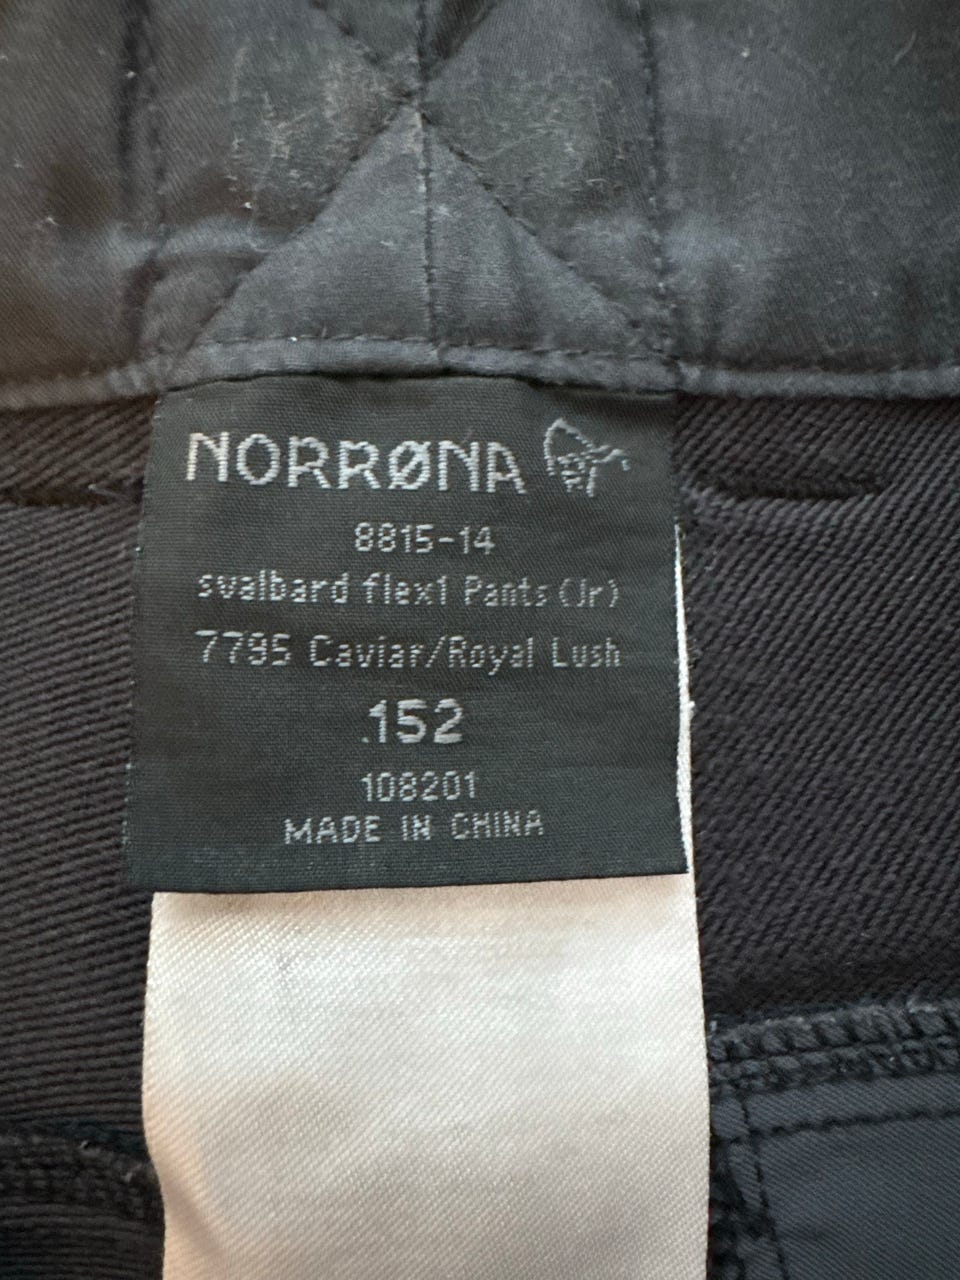 NORRØNA
8815-14
svalbard flex1 Pants (Jr)
7795 Caviar/Royal Lush
152
108201
MADE IN CHINA